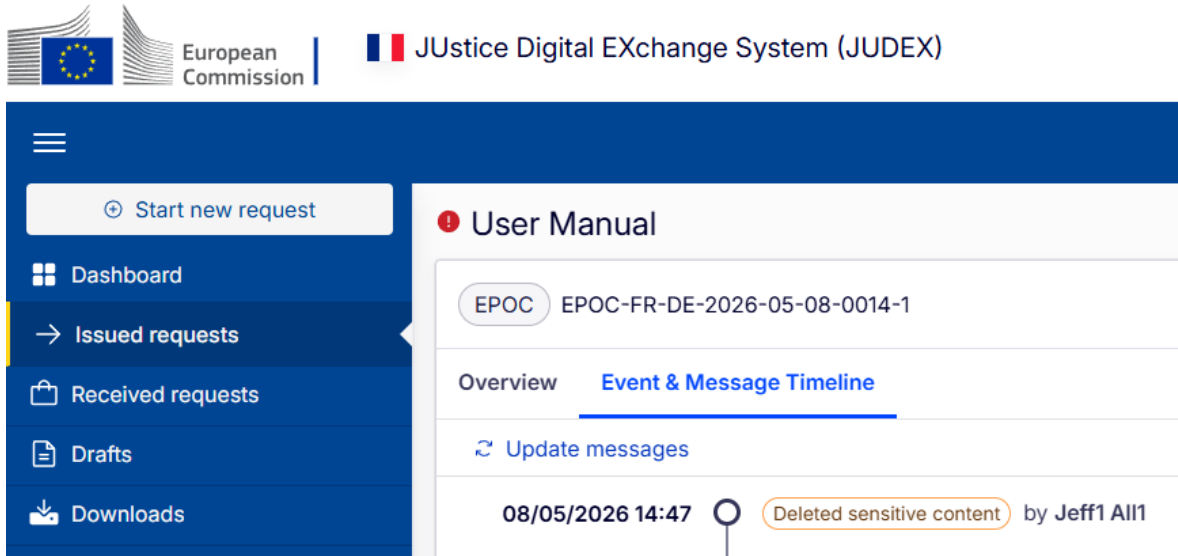 European
Commission
JUstice Digital EXchange System (JUDEX)
Start new request
User Manual
Dashboard
EPOC EPOC-FR-DE-2026-05-08-0014-1
Issued requests
Overview Event & Message Timeline
Received requests
Update messages
Drafts
Downloads
08/05/2026 14:47 Deleted sensitive content by Jeff1 All1